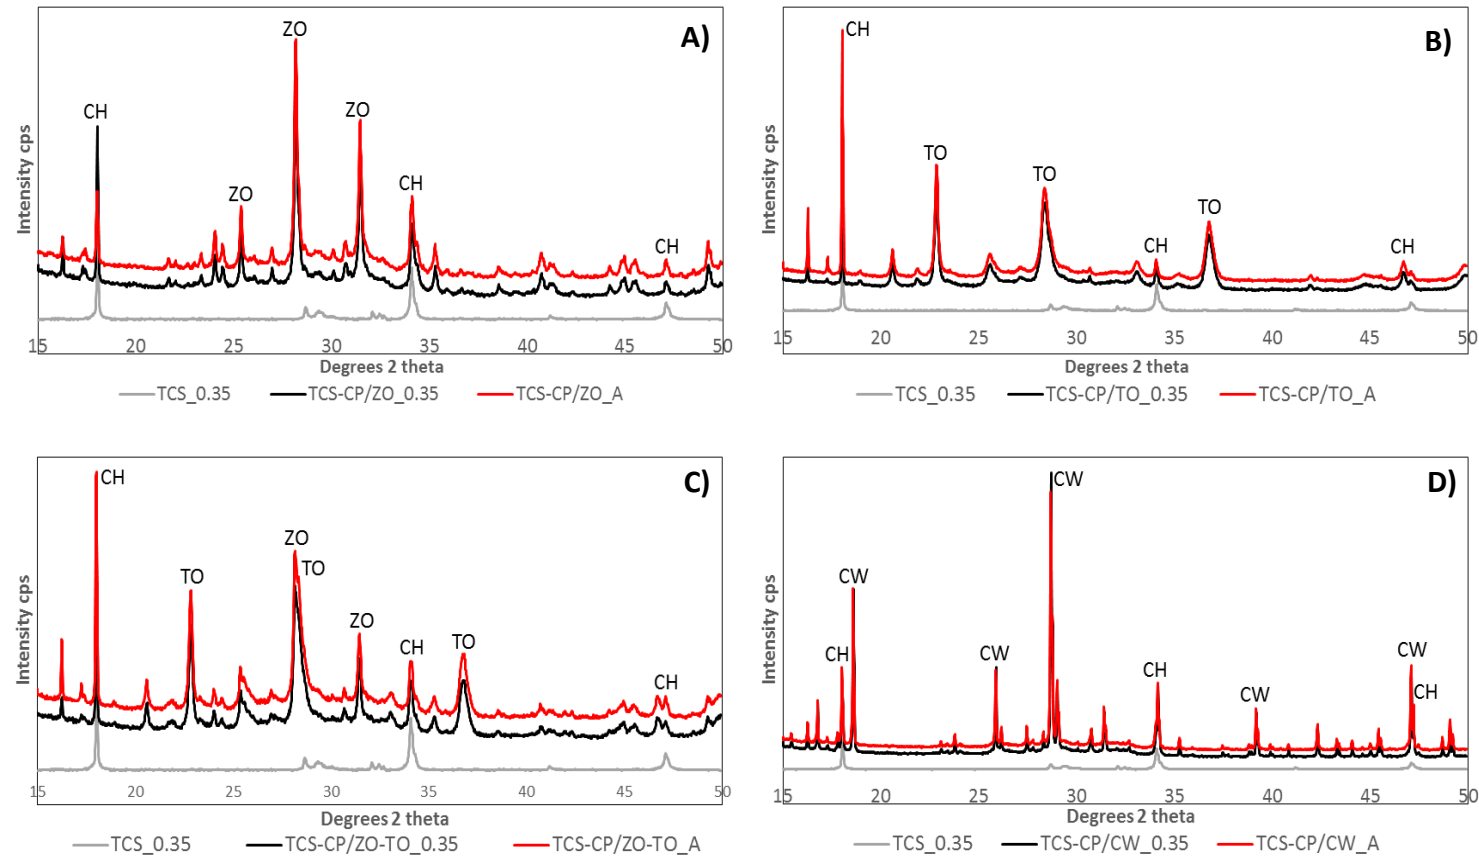 A)
ZO
CH
ZO
ZO
CH
CH
Intensity cps
15 20 25 30 35 40 45 50
Degrees 2 theta
TCS_0.35 TCS-CP/ZO_0.35 TCS-CP/ZO_A
B)
CH
TO
TO
TO
CH
CH
Intensity cps
15 20 25 30 35 40 45 50
Degrees 2 theta
TCS_0.35 TCS-CP/TO_0.35 TCS-CP/TO_A
C)
CH
ZO
TO
TO
ZO
CH
TO
CH
Intensity cps
15 20 25 30 35 40 45 50
Degrees 2 theta
TCS_0.35 TCS-CP/ZO-TO_0.35 TCS-CP/ZO-TO_A
D)
CW
CW
CH
CW
CH
CW
CW
CH
Intensity cps
15 20 25 30 35 40 45 50
Degrees 2 theta
TCS_0.35 TCS-CP/CW_0.35 TCS-CP/CW_A